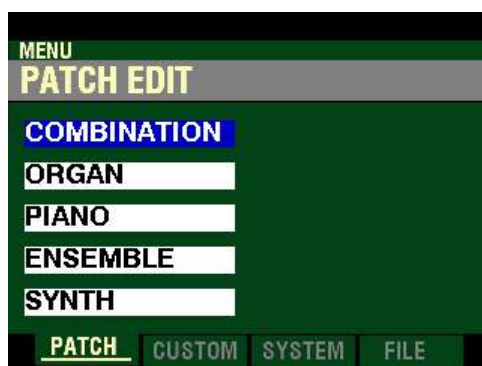 MENU
PATCH EDIT
COMBINATION
ORGAN
PIANO
ENSEMBLE
SYNTH
PATCH CUSTOM SYSTEM FILE